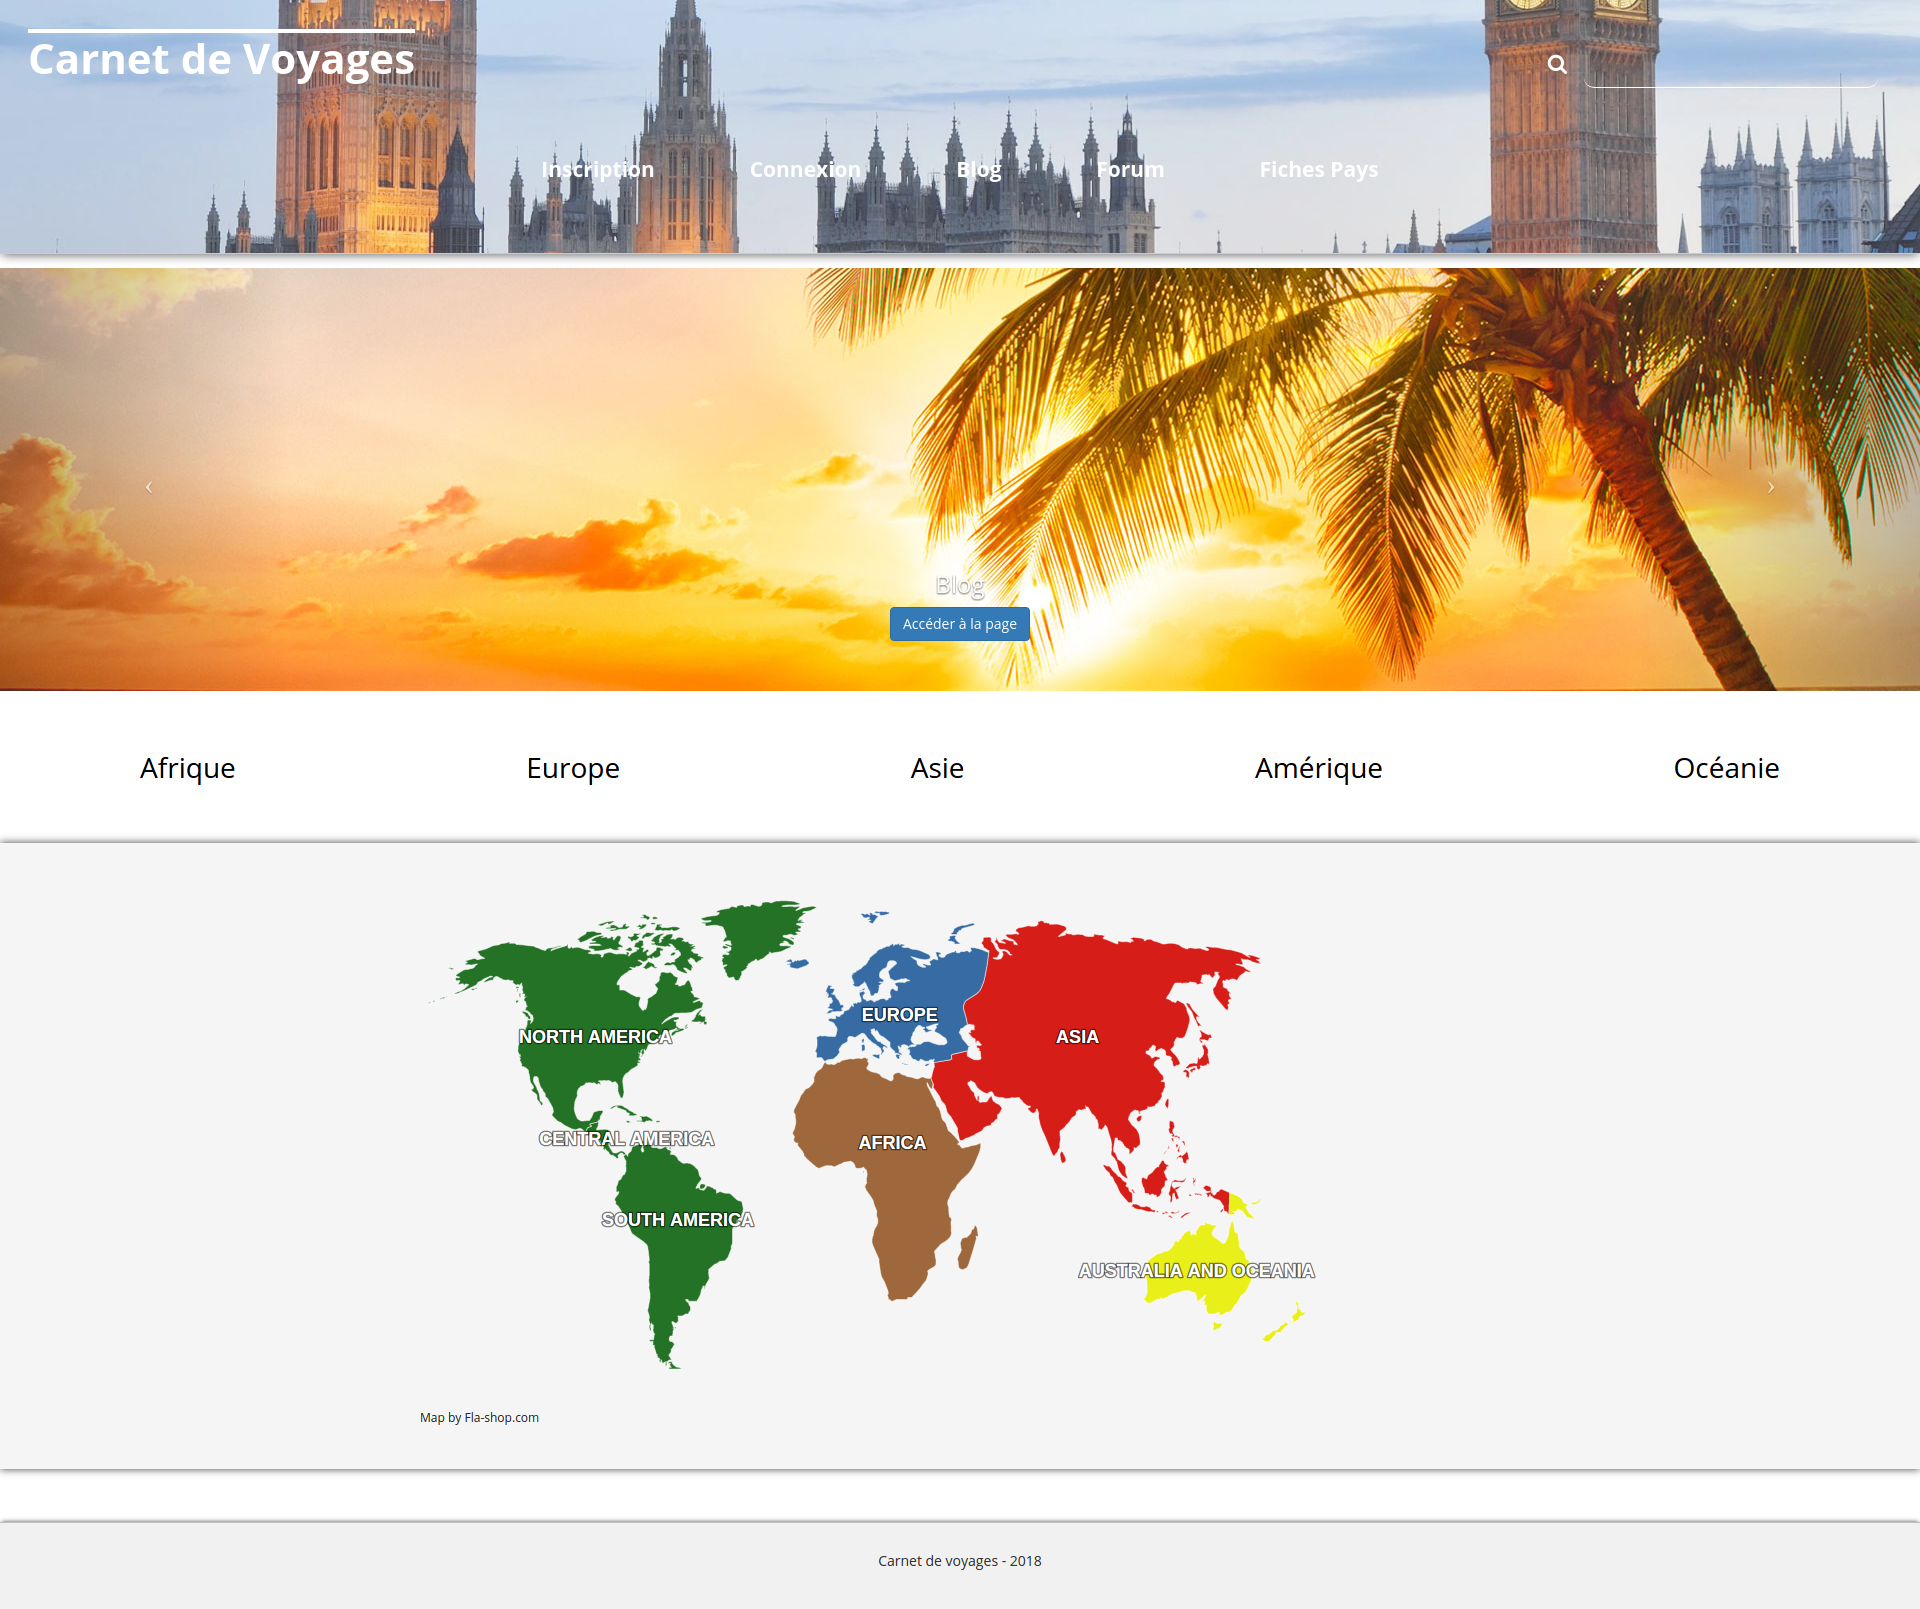 Carnet de Voyages
Inscription Connexion Blog Forum Fiches Pays
Blog
Accéder à la page
Afrique Europe Asie Amérique Océanie
EUROPE
NORTH AMERICA ASIA
CENTRAL AMERICA AFRICA
SOUTH AMERICA
AUSTRALIA AND OCEANIA
Map by Fla-shop.com
Carnet de voyages - 2018